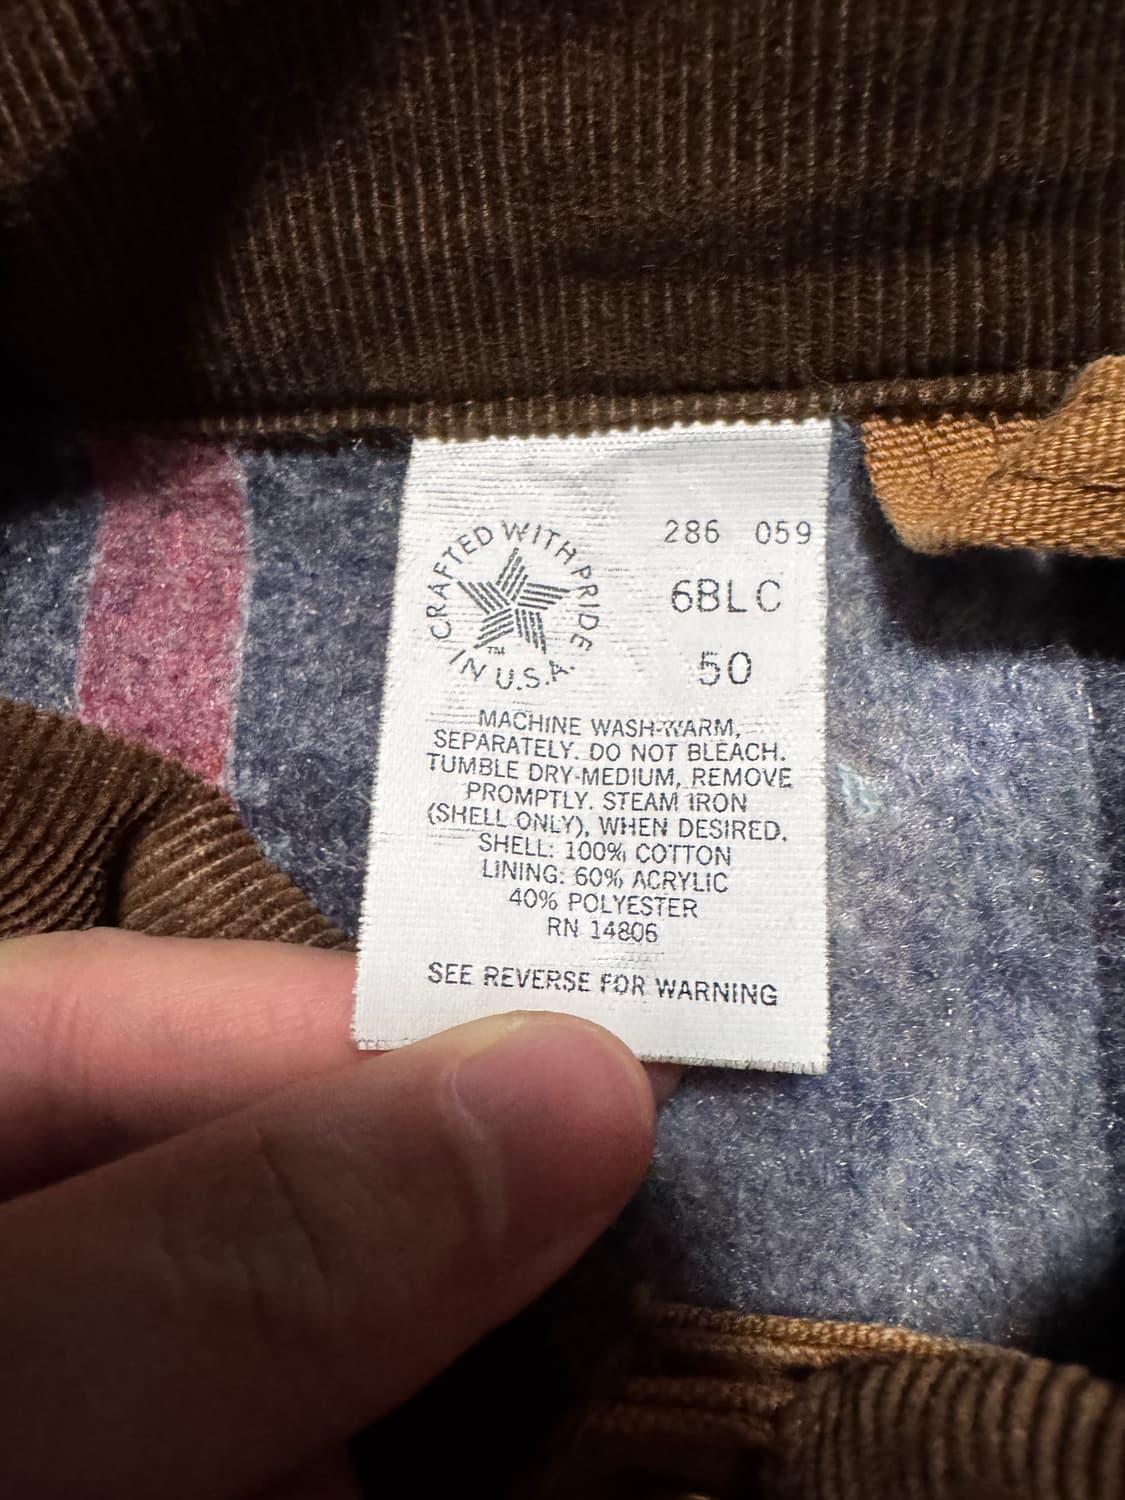 CRAFTED WITH PRIDE
IN U.S.A.
TM
286 059
6BLC
50
MACHINE WASH-WARM,
SEPARATELY. DO NOT BLEACH.
TUMBLE DRY-MEDIUM, REMOVE
PROMPTLY. STEAM IRON
(SHELL ONLY), WHEN DESIRED.
SHELL: 100% COTTON
LINING: 60% ACRYLIC
40% POLYESTER
RN 14806
SEE REVERSE FOR WARNING